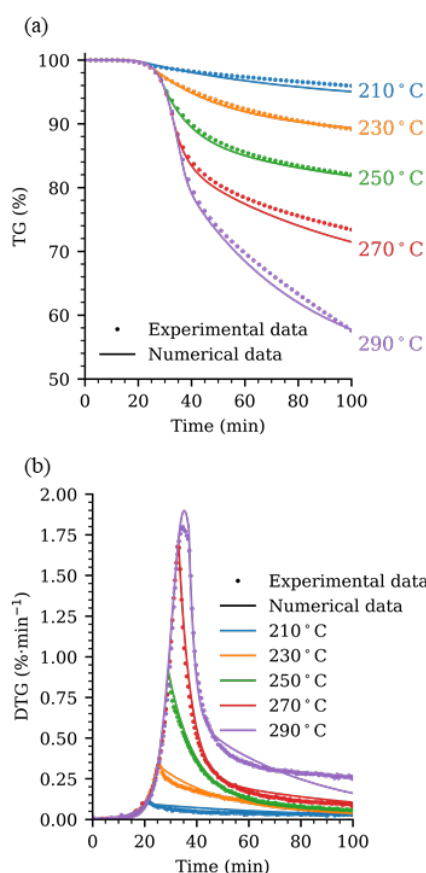 (a)
100
90
80
70
60
50
TG (%)
210°C
230°C
250°C
270°C
290°C
Experimental data
Numerical data
0 20 40 60 80 100
Time (min)
(b)
2.00
1.75
1.50
1.25
1.00
0.75
0.50
0.25
0.00
DTG (%·min⁻¹)
Experimental data
Numerical data
210°C
230°C
250°C
270°C
290°C
0 20 40 60 80 100
Time (min)